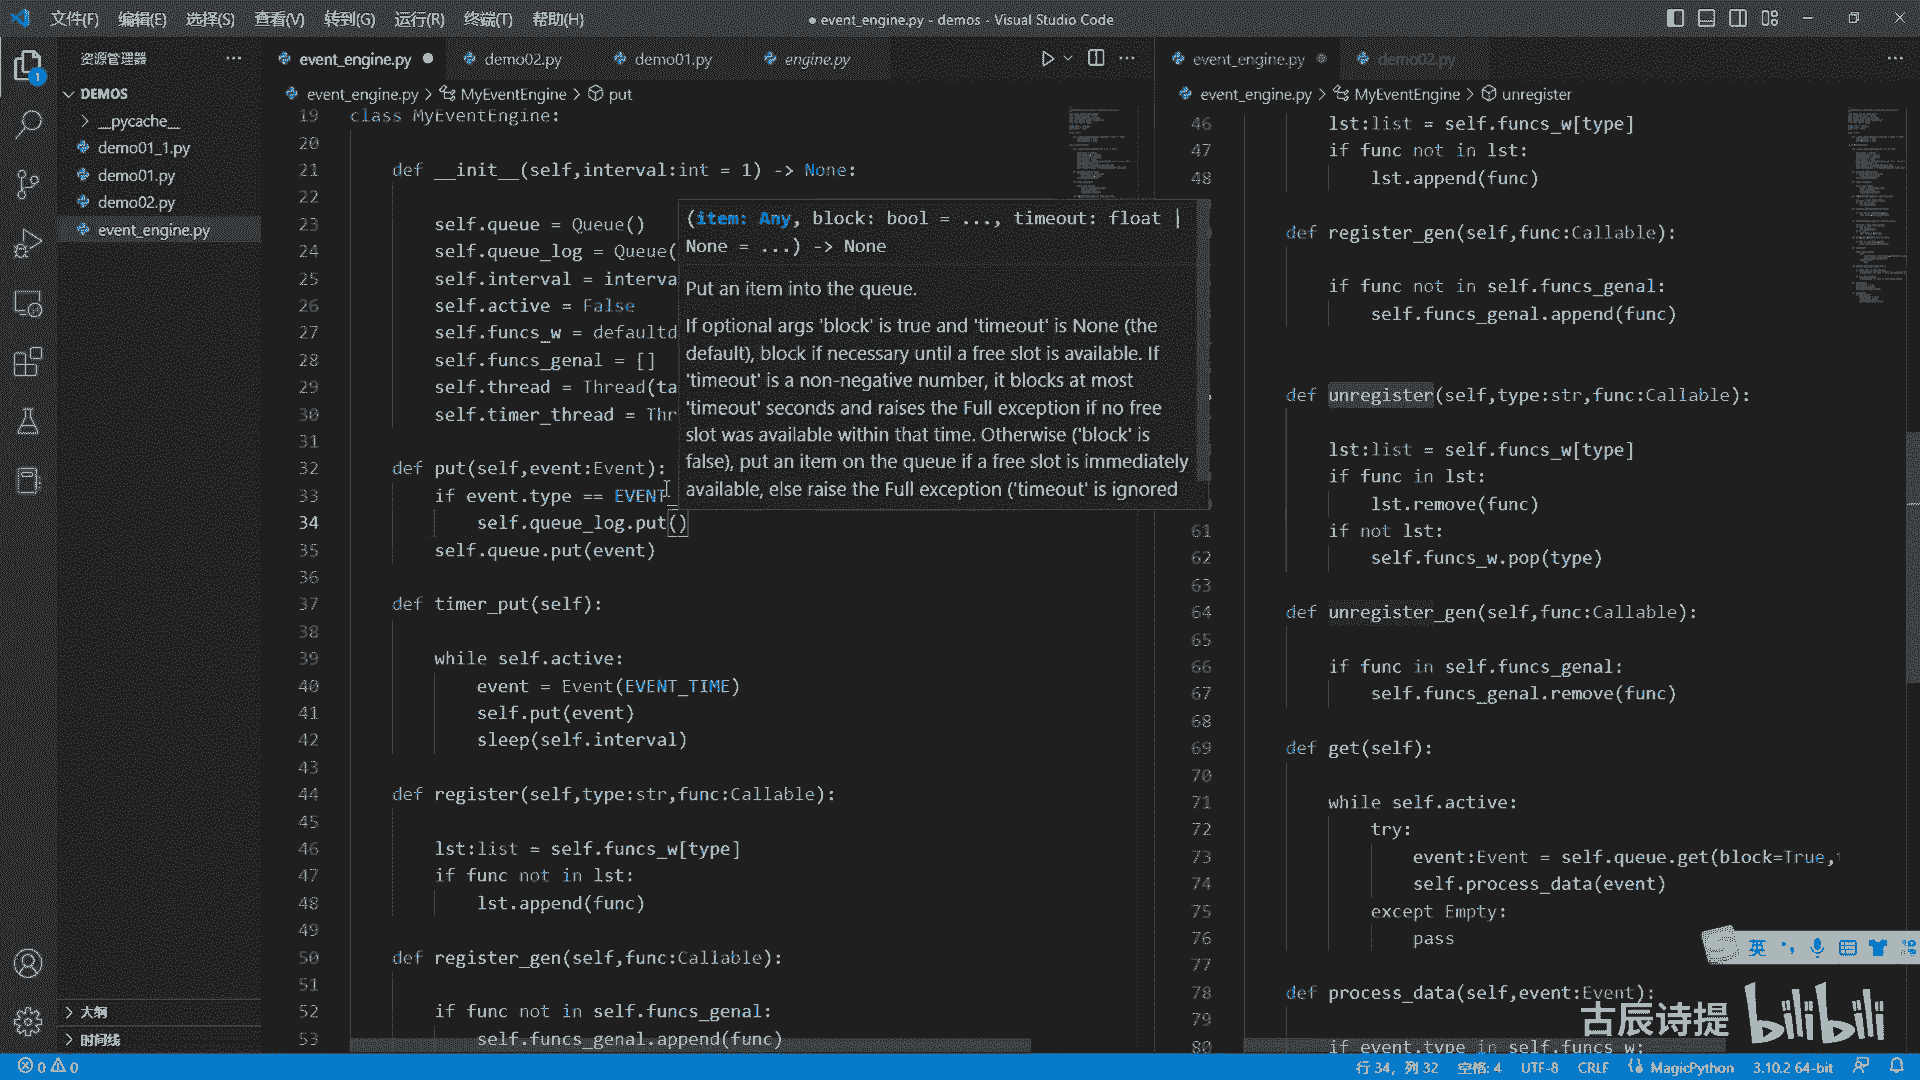 文件(F) 编辑(E) 选择(S) 查看(V) 转到(G) 运行(R) 终端(T) 帮助(H)
● event_engine.py - demos - Visual Studio Code
资源管理器 ···
DEMOS
__pycache__
demo01_1.py
demo01.py
demo02.py
event_engine.py
大纲
时间线
1
event_engine.py ● demo02.py demo01.py engine.py
event_engine.py > MyEventEngine > put
19 class MyEventEngine:
20
21 def __init__(self,interval:int = 1) -> None:
22
23 self.queue = Queue()
24 self.queue_log = Queue(
25 self.interval = interva
26 self.active = False
27 self.funcs_w = defaultd
28 self.funcs_genal = []
29 self.thread = Thread(ta
30 self.timer_thread = Thr
31
32 def put(self,event:Event):
33 if event.type == EVENT_
34 self.queue_log.put()
35 self.queue.put(event)
36
37 def timer_put(self):
38
39 while self.active:
40 event = Event(EVENT_TIME)
41 self.put(event)
42 sleep(self.interval)
43
44 def register(self,type:str,func:Callable):
45
46 lst:list = self.funcs_w[type]
47 if func not in lst:
48 lst.append(func)
49
50 def register_gen(self,func:Callable):
51
52 if func not in self.funcs_genal:
53 self.funcs_genal.append(func)
(item: Any, block: bool = ..., timeout: float |
None = ...) -> None
Put an item into the queue.
If optional args 'block' is true and 'timeout' is None (the
default), block if necessary until a free slot is available. If
'timeout' is a non-negative number, it blocks at most
'timeout' seconds and raises the Full exception if no free
slot was available within that time. Otherwise ('block' is
false), put an item on the queue if a free slot is immediately
available, else raise the Full exception ('timeout' is ignored
event_engine.py ● demo02.py
event_engine.py > MyEventEngine > unregister
46 lst:list = self.funcs_w[type]
47 if func not in lst:
48 lst.append(func)
def register_gen(self,func:Callable):
if func not in self.funcs_genal:
self.funcs_genal.append(func)
def unregister(self,type:str,func:Callable):
lst:list = self.funcs_w[type]
if func in lst:
lst.remove(func)
61 if not lst:
62 self.funcs_w.pop(type)
63
64 def unregister_gen(self,func:Callable):
65
66 if func in self.funcs_genal:
67 self.funcs_genal.remove(func)
68
69 def get(self):
70
71 while self.active:
72 try:
73 event:Event = self.queue.get(block=True,
74 self.process_data(event)
75 except Empty:
76 pass
77
78 def process_data(self,event:Event):
79
80 if event.type in self.funcs_w:
英
古辰诗提 bilibili
0 0
行 34, 列 32 空格: 4 UTF-8 CRLF MagicPython 3.10.2 64-bit